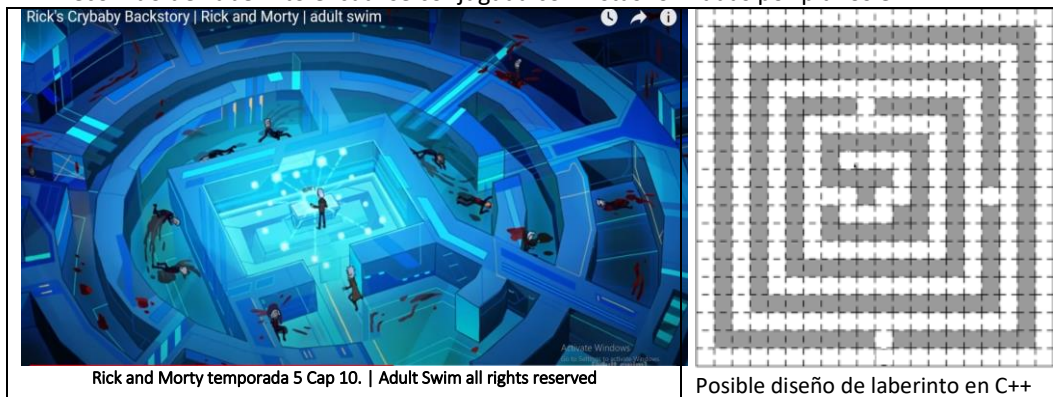 Rick's Crybaby Backstory | Rick and Morty | adult swim
Activate Windows
Go to Settings to activate Windows.
Rick and Morty temporada 5 Cap 10. | Adult Swim all rights reserved
Posible diseño de laberinto en C++